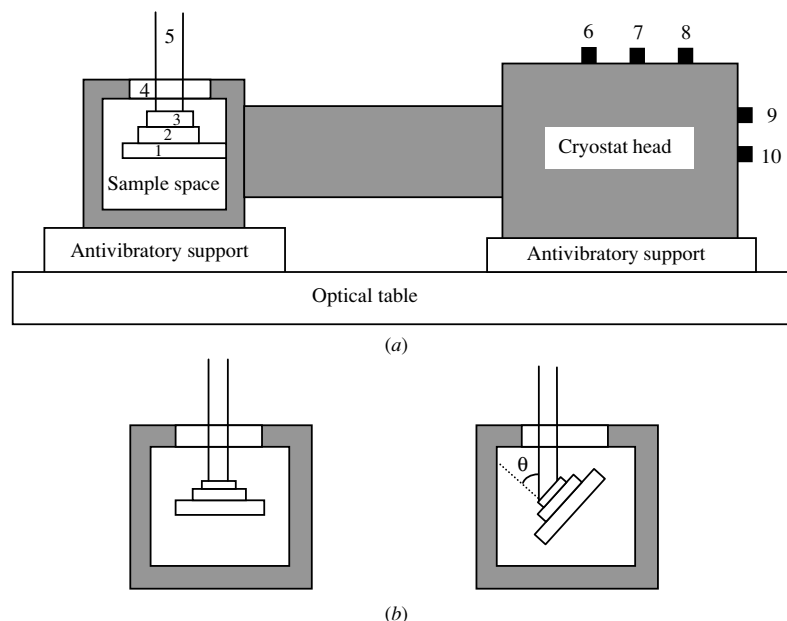 6 7 8
5
4
3
2
1
9
10
Cryostat head
Sample space
Antivibratory support
Antivibratory support
Optical table
(a)
θ
(b)